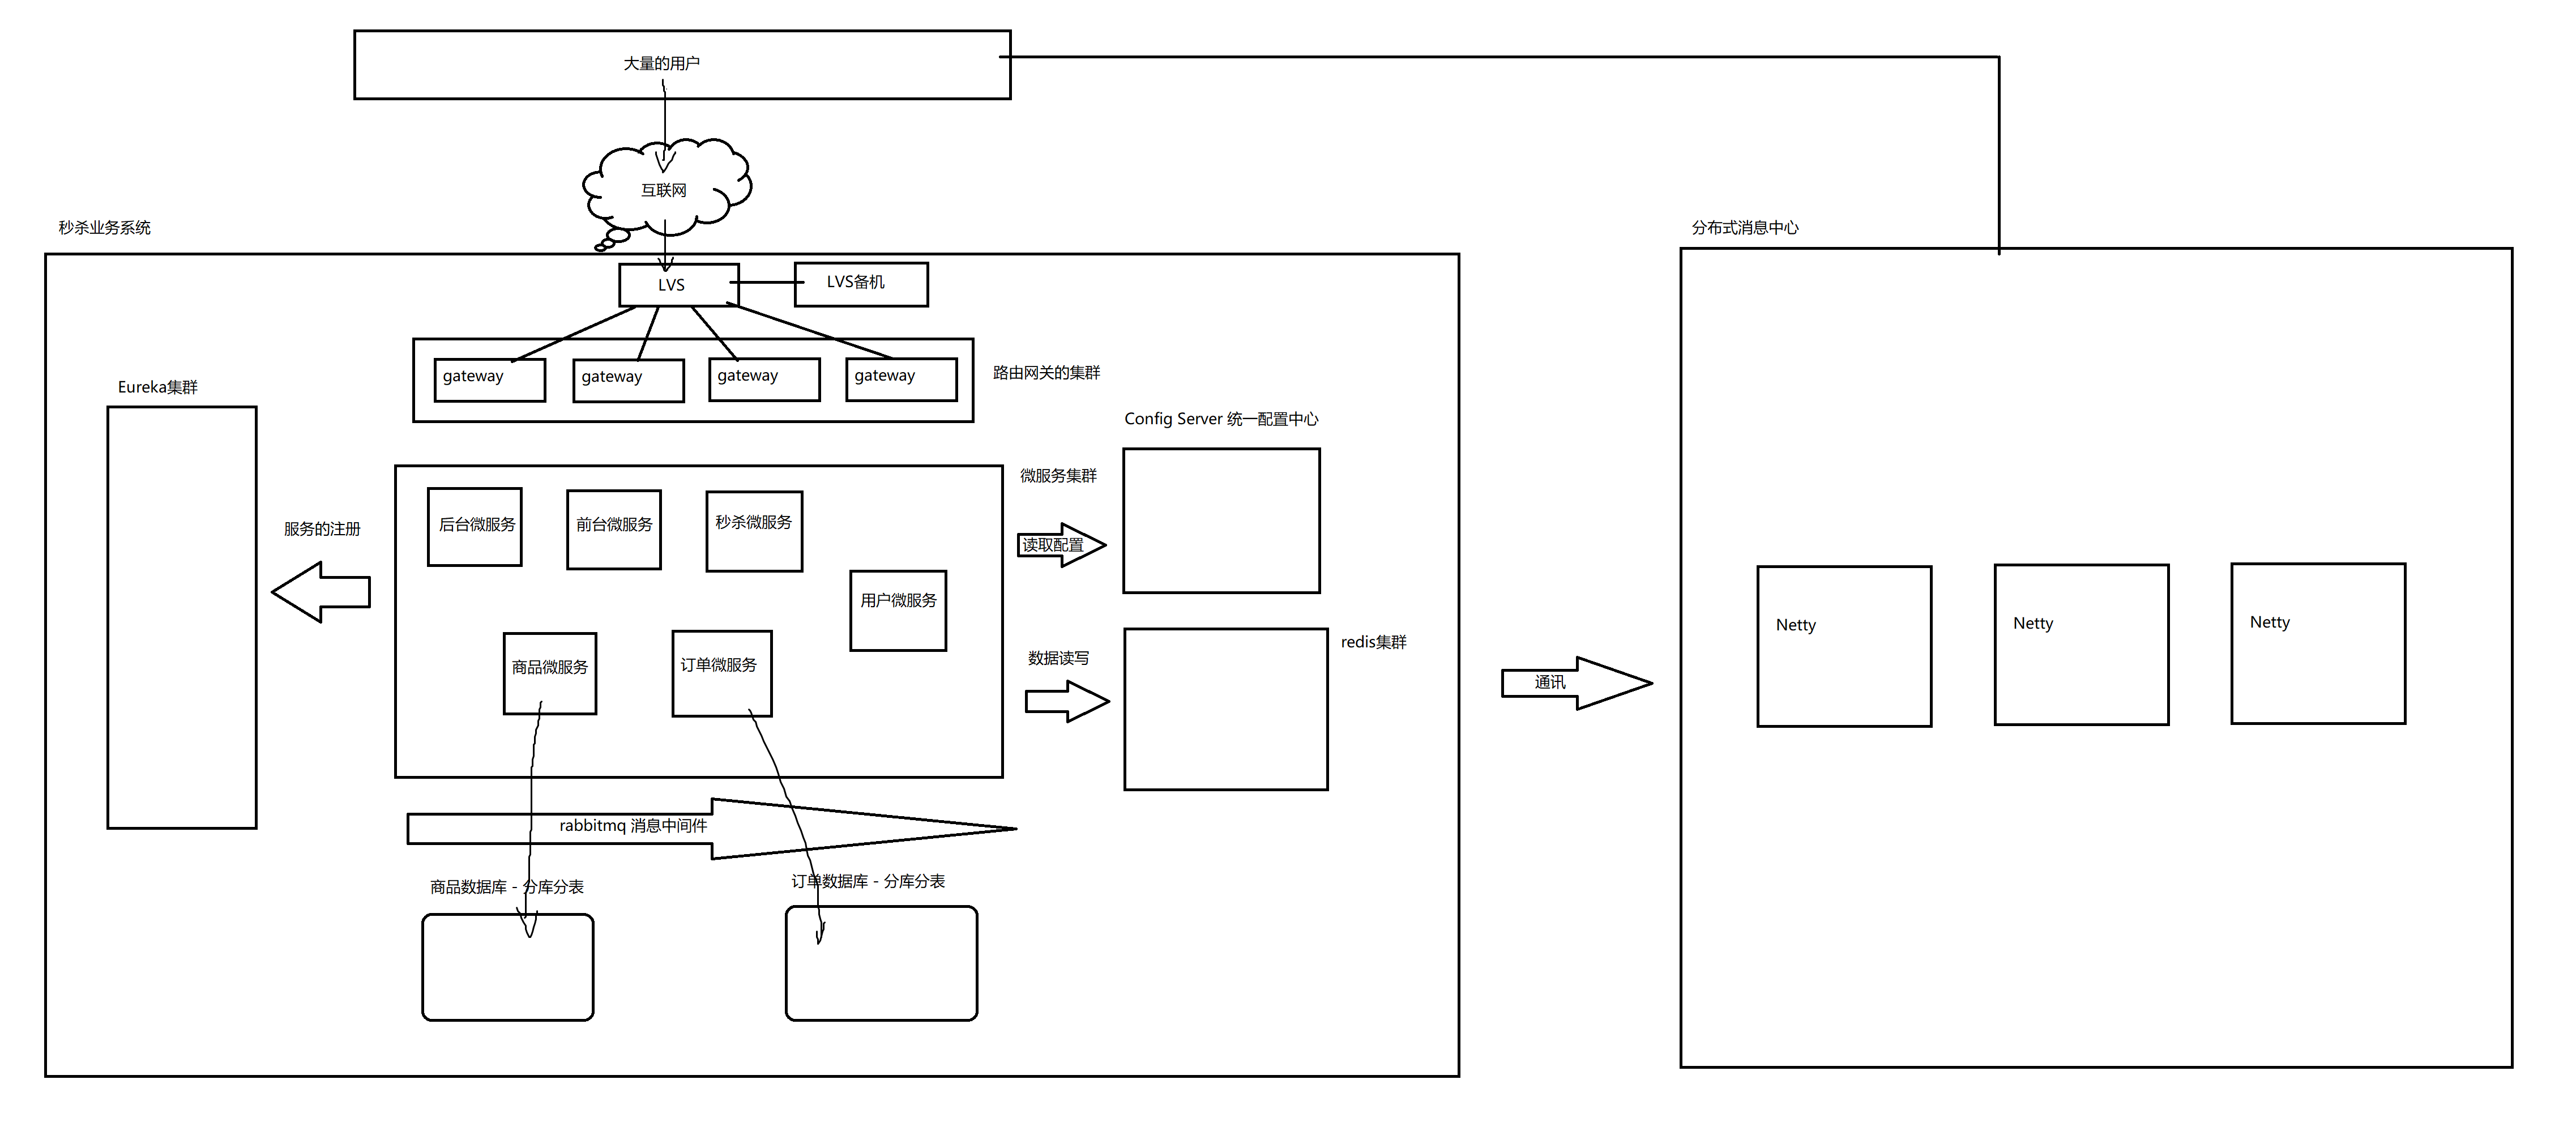 大量的用户
互联网
秒杀业务系统
分布式消息中心
LVS
LVS备机
gateway
gateway
gateway
gateway
路由网关的集群
Eureka集群
Config Server 统一配置中心
微服务集群
后台微服务
前台微服务
秒杀微服务
服务的注册
读取配置
用户微服务
商品微服务
订单微服务
数据读写
redis集群
通讯
Netty
Netty
Netty
rabbitmq 消息中间件
商品数据库 - 分库分表
订单数据库 - 分库分表